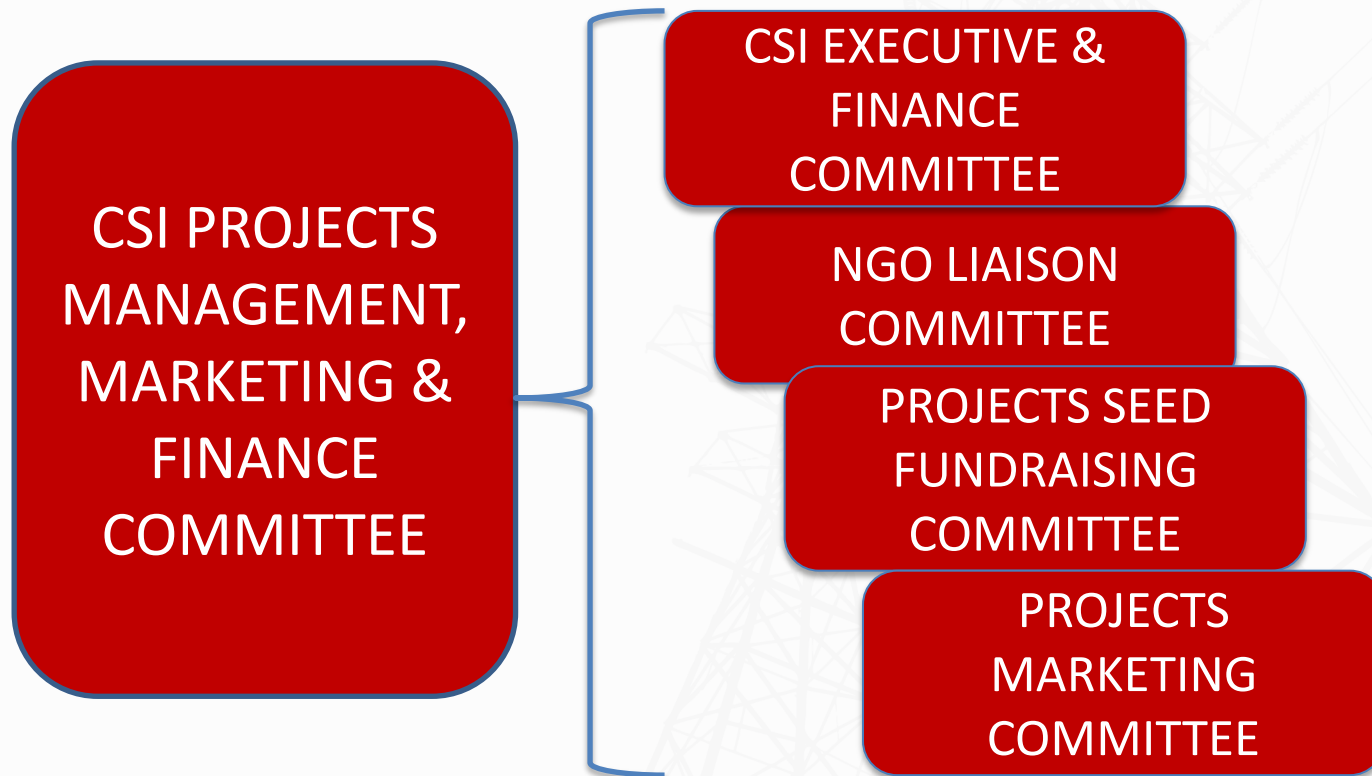 CSI PROJECTS
MANAGEMENT,
MARKETING &
FINANCE
COMMITTEE
CSI EXECUTIVE &
FINANCE
COMMITTEE
NGO LIAISON
COMMITTEE
PROJECTS SEED
FUNDRAISING
COMMITTEE
PROJECTS
MARKETING
COMMITTEE